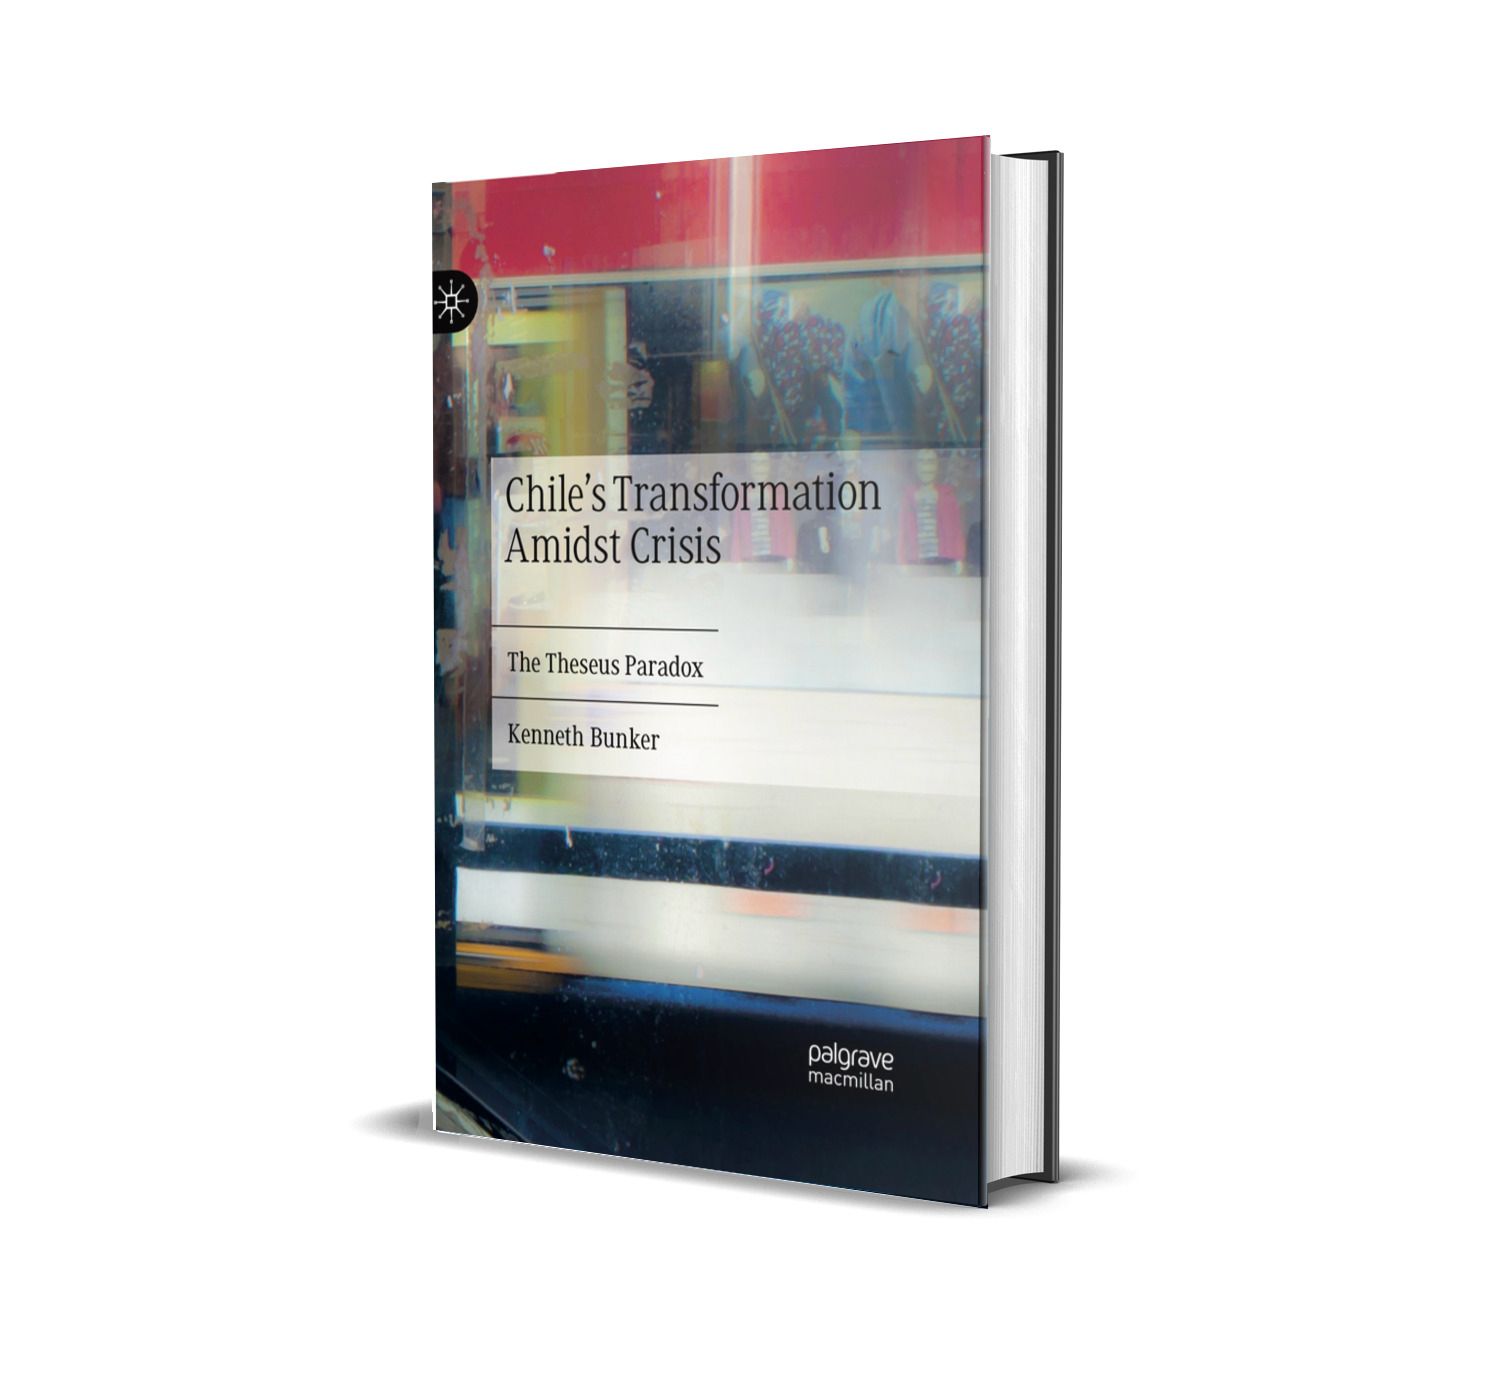 Chile’s Transformation
Amidst Crisis
The Theseus Paradox
Kenneth Bunker
palgrave
macmillan